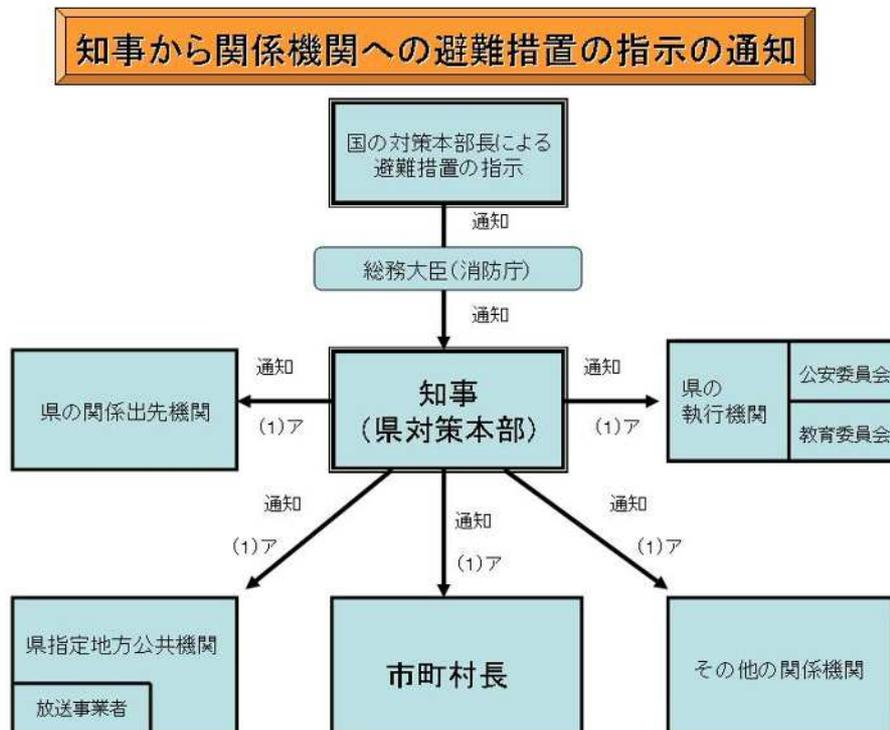 知事から関係機関への避難措置の指示の通知
国の対策本部長による
避難措置の指示
通知
総務大臣(消防庁)
通知
県の関係出先機関
通知
(1)ア
知事
(県対策本部)
通知
(1)ア
県の
執行機関
公安委員会
教育委員会
通知
(1)ア
通知
(1)ア
通知
(1)ア
県指定地方公共機関
放送事業者
市町村長
その他の関係機関